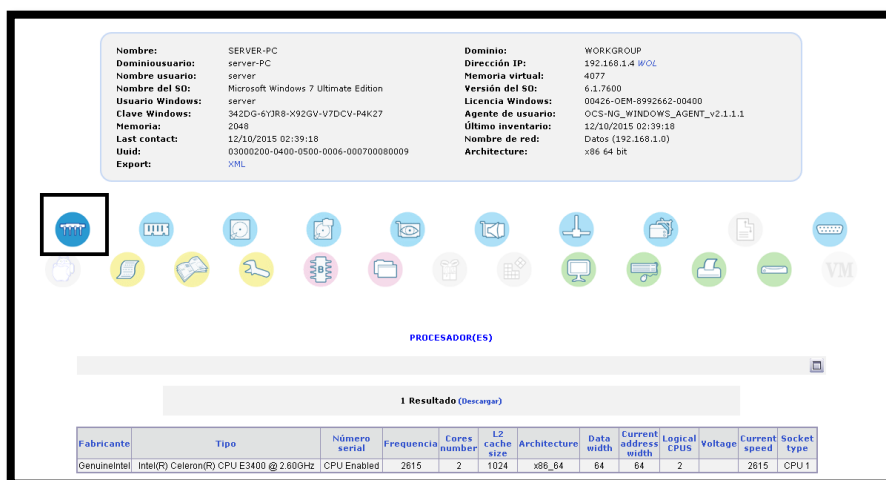 Nombre: SERVER-PC Dominio: WORKGROUP
Dominiousuario: server-PC Dirección IP: 192.168.1.4 WOL
Nombre usuario: server Memoria virtual: 4077
Nombre del SO: Microsoft Windows 7 Ultimate Edition Versión del SO: 6.1.7600
Usuario Windows: server Licencia Windows: 00426-OEM-8992662-00400
Clave Windows: 342DG-6YJR8-X92GV-V7DCV-P4K27 Agente de usuario: OCS-NG_WINDOWS_AGENT_v2.1.1.1
Memoria: 2048 Último inventario: 12/10/2015 02:39:18
Last contact: 12/10/2015 02:39:18 Nombre de red: Datos (192.168.1.0)
Uuid: 03000200-0400-0500-0006-000700080009 Architecture: x86 64 bit
Export: XML
B
VM
PROCESADOR(ES)
1 Resultado (Descargar)
Fabricante Tipo Número serial Frequencia Cores number L2 cache size Architecture Data width Current address width Logical CPUS Voltage Current speed Socket type
GenuineIntel Intel(R) Celeron(R) CPU E3400 @ 2.60GHz CPU Enabled 2615 2 1024 x86_64 64 64 2 2615 CPU 1